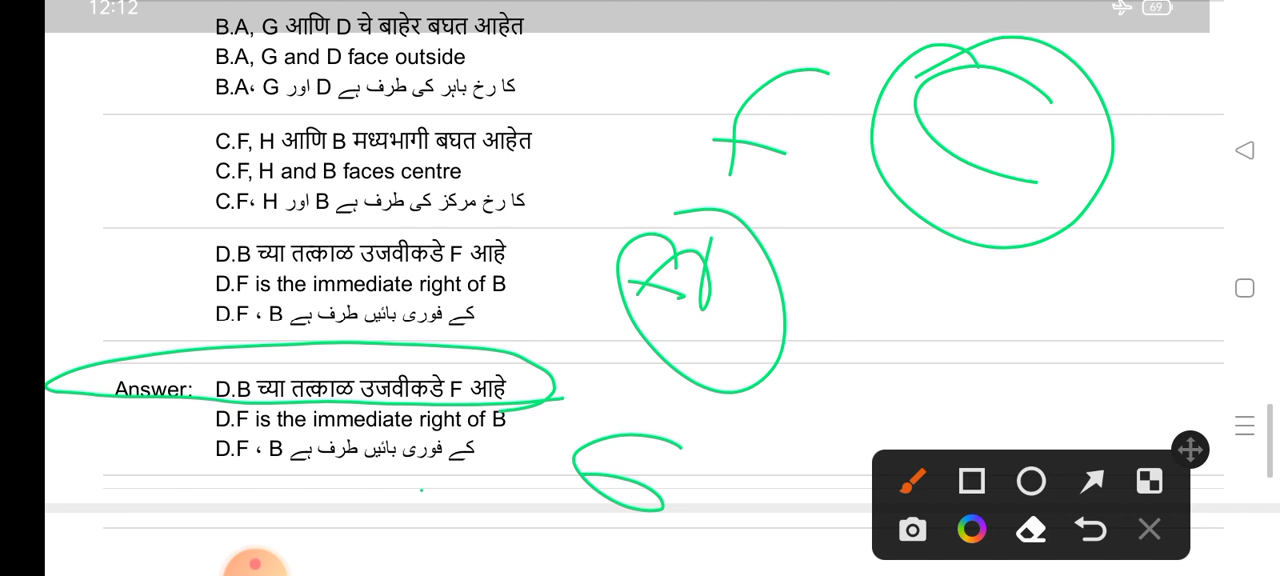 12:12
69
B.A, G आणि D चे बाहेर बघत आहेत
B.A, G and D face outside
B.A، G اور D کا رخ باہر کی طرف ہے
C.F, H आणि B मध्यभागी बघत आहेत
C.F, H and B faces centre
C.F، H اور B کا رخ مرکز کی طرف ہے
D.B च्या तत्काळ उजवीकडे F आहे
D.F is the immediate right of B
D.F ، B کے فوری بائیں طرف ہے
Answer: D.B च्या तत्काळ उजवीकडे F आहे
D.F is the immediate right of B
D.F ، B کے فوری بائیں طرف ہے